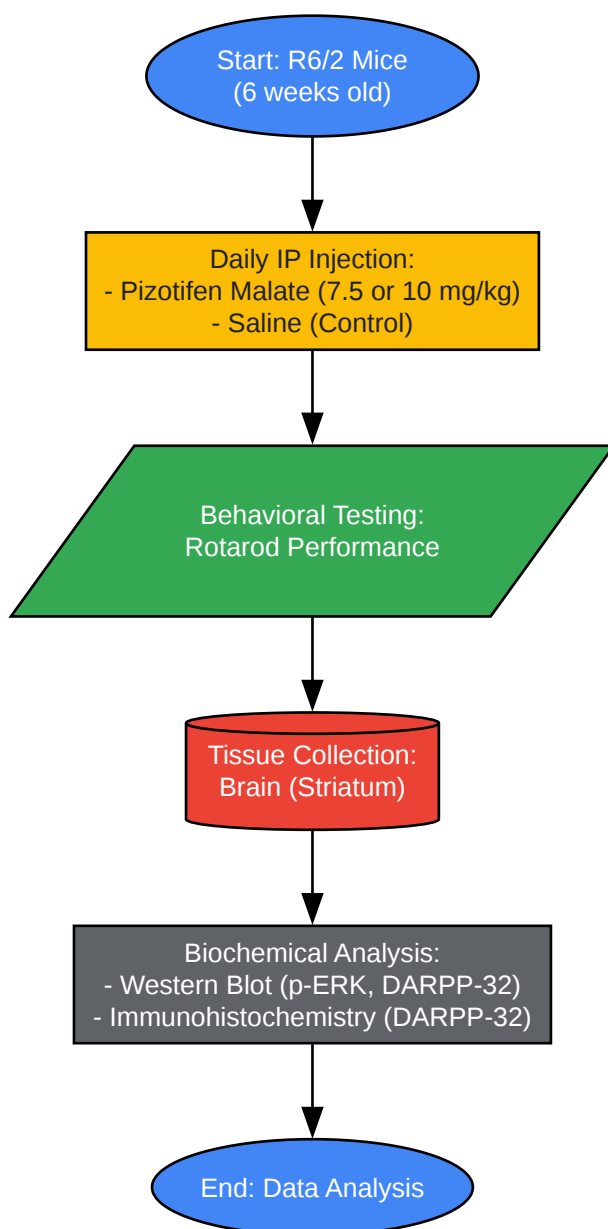 Start: R6/2 Mice
(6 weeks old)
Daily IP Injection:
- Pizotifen Malate (7.5 or 10 mg/kg)
- Saline (Control)
Behavioral Testing:
Rotarod Performance
Tissue Collection:
Brain (Striatum)
Biochemical Analysis:
- Western Blot (p-ERK, DARPP-32)
- Immunohistochemistry (DARPP-32)
End: Data Analysis